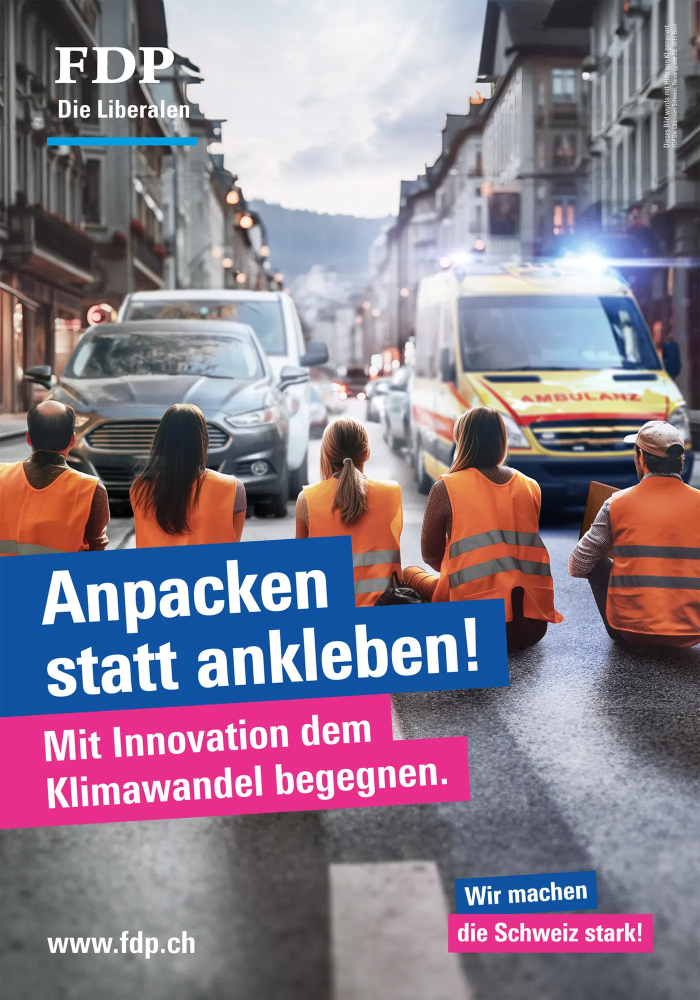 FDP
Die Liberalen
Dieses Bild wurde mit Hilfe von KI generiert.
FDP.Die Liberalen Schweiz, Neuengasse 20, 3011 Bern
AMBULANZ
Anpacken
statt ankleben!
Mit Innovation dem
Klimawandel begegnen.
Wir machen
die Schweiz stark!
www.fdp.ch